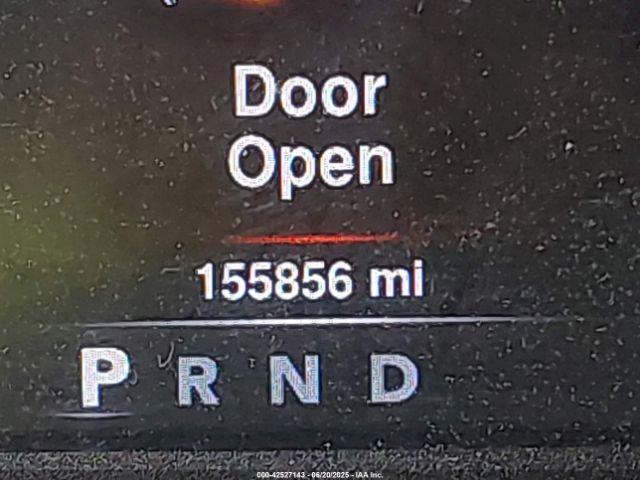 Door
Open
155856 mi
P R N D
000-42527143 - 06/20/2025 - IAA Inc.